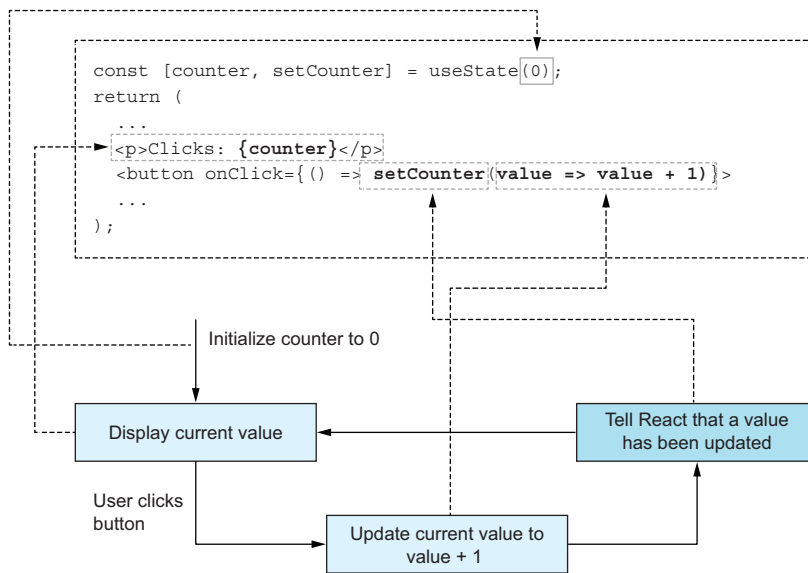 const [counter, setCounter] = useState(0);
return (
...
<p>Clicks: {counter}</p>
<button onClick={() => setCounter(value => value + 1)}>
...
);
Initialize counter to 0
Display current value
Tell React that a value
has been updated
User clicks
button
Update current value to
value + 1